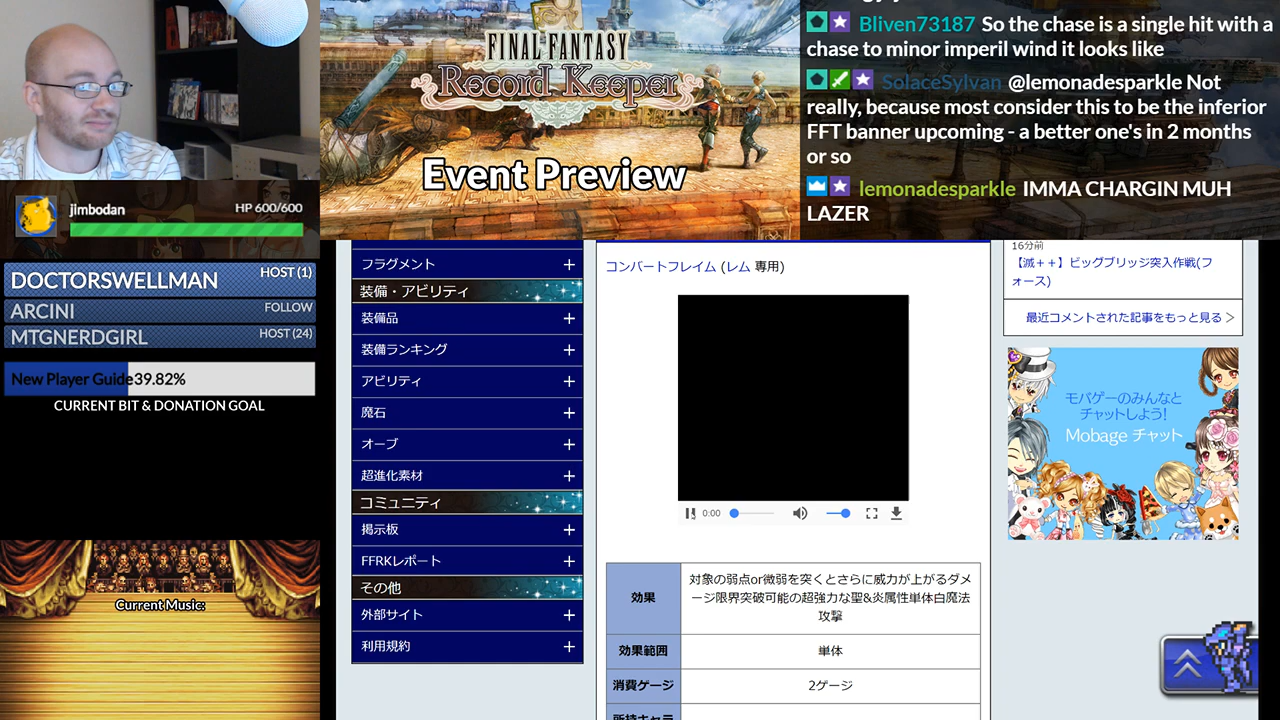 FINAL FANTASY
Record Keeper
Event Preview
Bliven73187 So the chase is a single hit with a
chase to minor imperil wind it looks like
SolaceSylvan @lemonadesparkle Not
really, because most consider this to be the inferior
FFT banner upcoming - a better one's in 2 months
or so
lemonadesparkle IMMA CHARGIN MUH
LAZER
jimbodan
HP 600/600
DOCTORSWELLMAN
HOST (1)
ARCINI
FOLLOW
MTGNERDGIRL
HOST (24)
New Player Guide39.82%
CURRENT BIT & DONATION GOAL
Current Music:
フラグメント
装備・アビリティ
装備品
装備ランキング
アビリティ
魔石
オーブ
超進化素材
コミュニティ
掲示板
FFRKレポート
その他
外部サイト
利用規約
コンバートフレイム (レム 専用)
0:00
効果
対象の弱点or微弱を突くとさらに威力が上がるダメ
ージ限界突破可能の超強力な聖&炎属性単体白魔法
攻撃
効果範囲
単体
消費ゲージ
2ゲージ
所持キャラ
16分前
【滅++】ビッグブリッジ突入作戦(フ
ォース)
最近コメントされた記事をもっと見る
モバゲーのみんなと
チャットしよう!
Mobage チャット